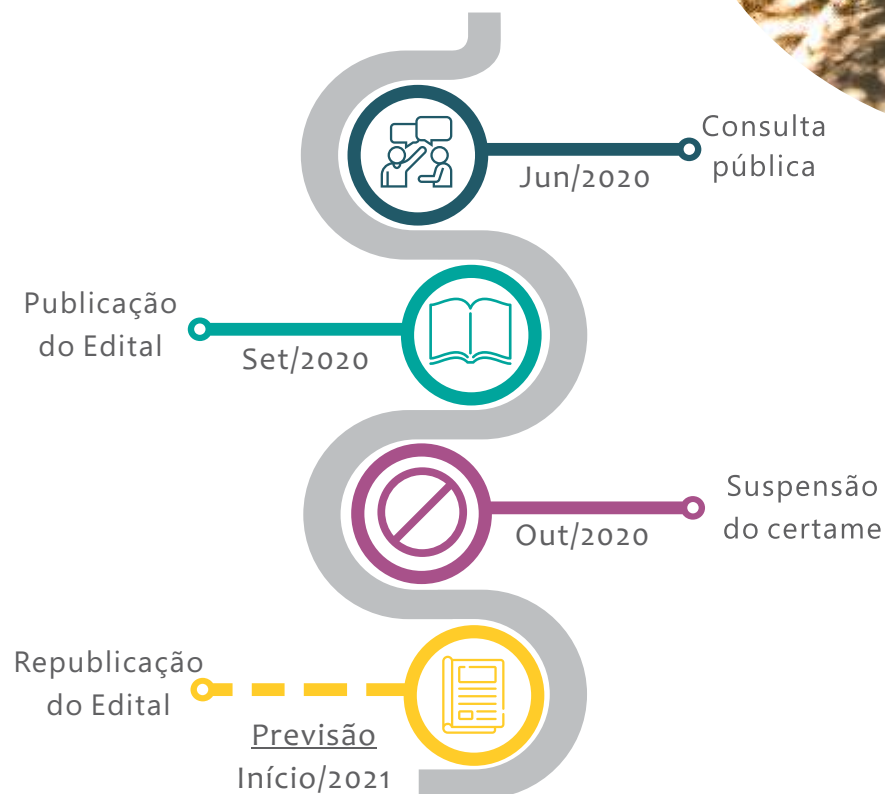 Consulta
pública
Jun/2020
Publicação
do Edital
Set/2020
Suspensão
do certame
Out/2020
Republicação
do Edital
Previsão
Início/2021